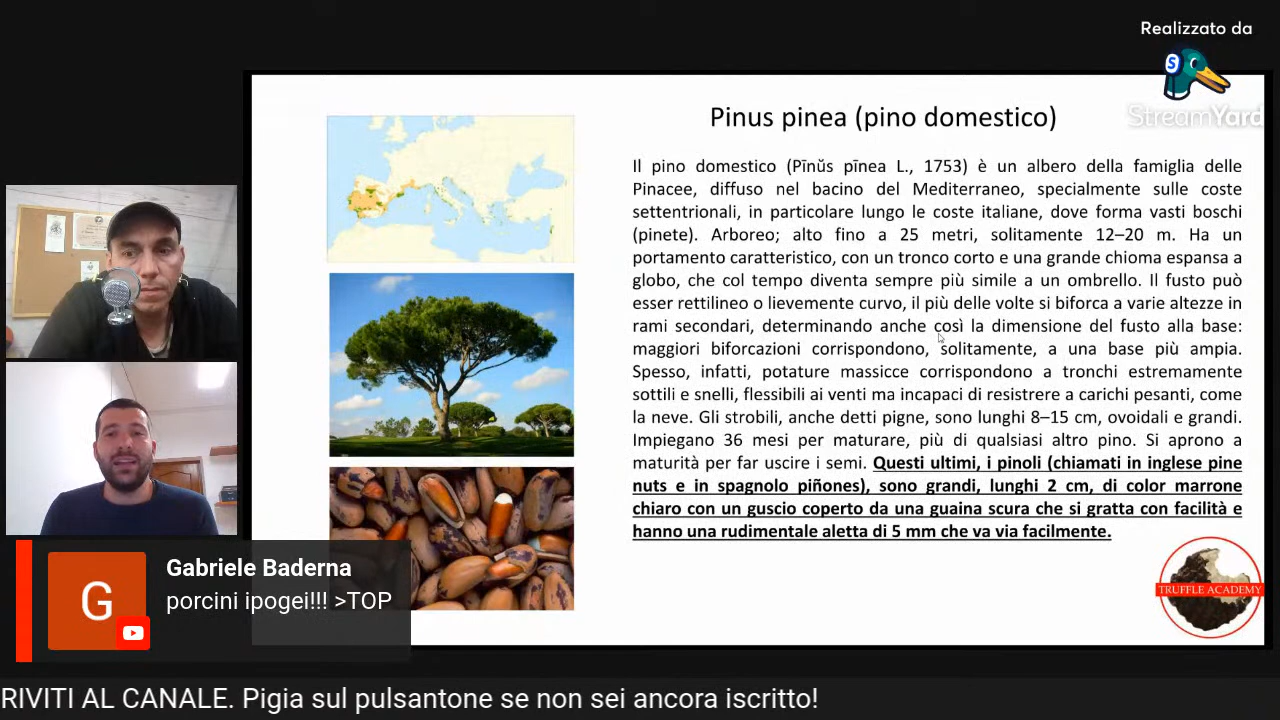 Realizzato da
StreamYard
Pinus pinea (pino domestico)
Il pino domestico (Pīnŭs pīnea L., 1753) è un albero della famiglia delle
Pinacee, diffuso nel bacino del Mediterraneo, specialmente sulle coste
settentrionali, in particolare lungo le coste italiane, dove forma vasti boschi
(pinete). Arboreo; alto fino a 25 metri, solitamente 12–20 m. Ha un
portamento caratteristico, con un tronco corto e una grande chioma espansa a
globo, che col tempo diventa sempre più simile a un ombrello. Il fusto può
esser rettilineo o lievemente curvo, il più delle volte si biforca a varie altezze in
rami secondari, determinando anche così la dimensione del fusto alla base:
maggiori biforcazioni corrispondono, solitamente, a una base più ampia.
Spesso, infatti, potature massicce corrispondono a tronchi estremamente
sottili e snelli, flessibili ai venti ma incapaci di resistrere a carichi pesanti, come
la neve. Gli strobili, anche detti pigne, sono lunghi 8–15 cm, ovoidali e grandi.
Impiegano 36 mesi per maturare, più di qualsiasi altro pino. Si aprono a
maturità per far uscire i semi. Questi ultimi, i pinoli (chiamati in inglese pine
nuts e in spagnolo piñones), sono grandi, lunghi 2 cm, di color marrone
chiaro con un guscio coperto da una guaina scura che si gratta con facilità e
hanno una rudimentale aletta di 5 mm che va via facilmente.
TRUFFLE ACADEMY
G
Gabriele Baderna
porcini ipogei!!! >TOP
RIVITI AL CANALE. Pigia sul pulsantone se non sei ancora iscritto!